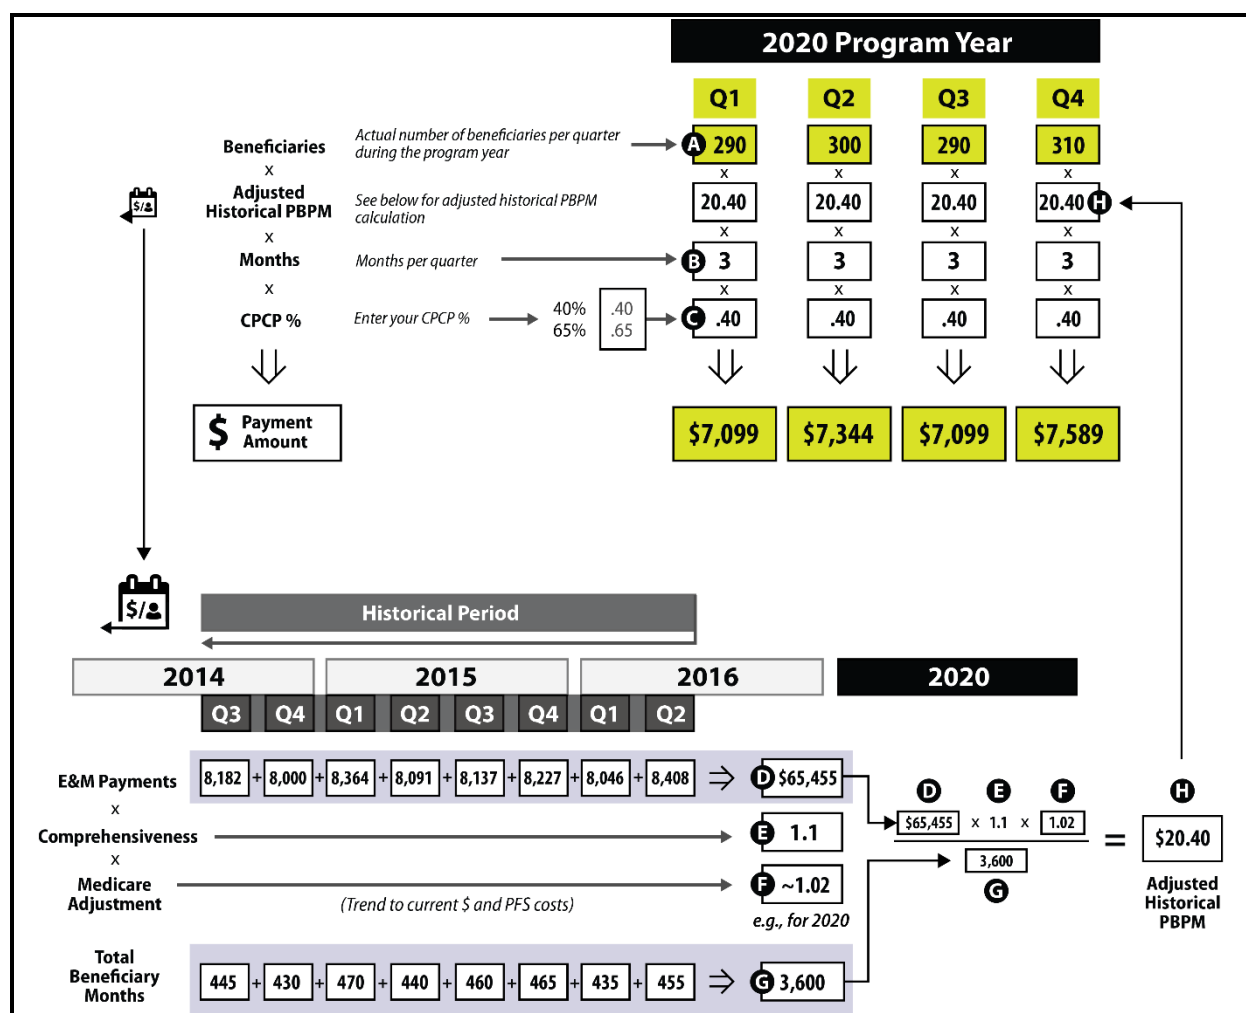 2020 Program Year
Q1 Q2 Q3 Q4
Beneficiaries
Actual number of beneficiaries per quarter
during the program year
A 290 300 290 310
x
x x x x
$/
Adjusted
Historical PBPM
See below for adjusted historical PBPM
calculation
20.40 20.40 20.40 20.40 H
x
x x x x
Months
Months per quarter
B 3 3 3 3
x
x x x x
CPCP %
Enter your CPCP %
40% .40
65% .65
C .40 .40 .40 .40
$ Payment
Amount
$7,099 $7,344 $7,099 $7,589
$/
Historical Period
2014 2015 2016 2020
Q3 Q4 Q1 Q2 Q3 Q4 Q1 Q2
E&M Payments
8,182 + 8,000 + 8,364 + 8,091 + 8,137 + 8,227 + 8,046 + 8,408 D $65,455
x
Comprehensiveness
E 1.1
x
Medicare
Adjustment
(Trend to current $ and PFS costs)
F ~1.02
e.g., for 2020
Total
Beneficiary
Months
445 + 430 + 470 + 440 + 460 + 465 + 435 + 455 G 3,600
D E F H
$65,455 x 1.1 x 1.02
= $20.40
3,600
G
Adjusted
Historical
PBPM